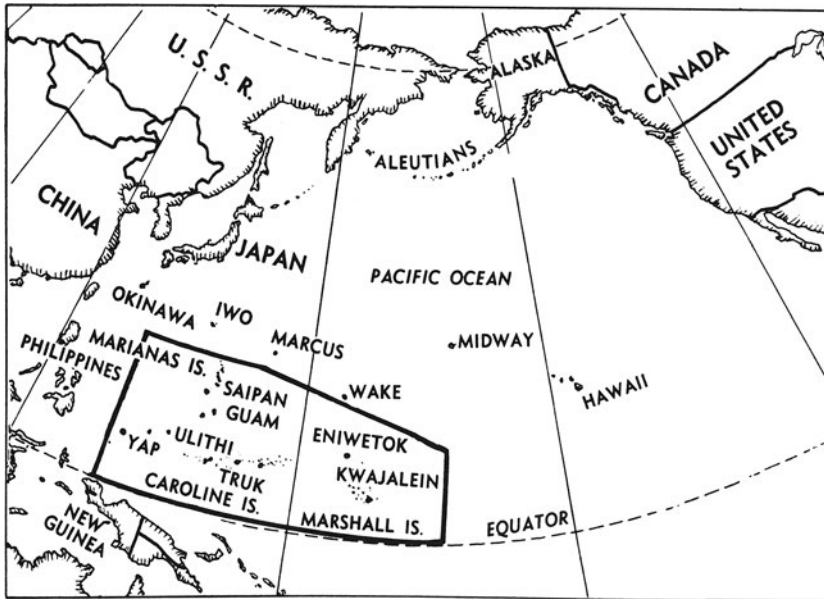 U.S.S.R.
ALASKA
CANADA
UNITED
STATES
ALEUTIANS
CHINA
JAPAN
PACIFIC OCEAN
OKINAWA
IWO
MARCUS
MIDWAY
PHILIPPINES
MARIANAS IS.
SAIPAN
GUAM
WAKE
HAWAII
YAP
ULITHI
ENIWETOK
TRUK
KWAJALEIN
CAROLINE IS.
MARSHALL IS.
EQUATOR
NEW
GUINEA